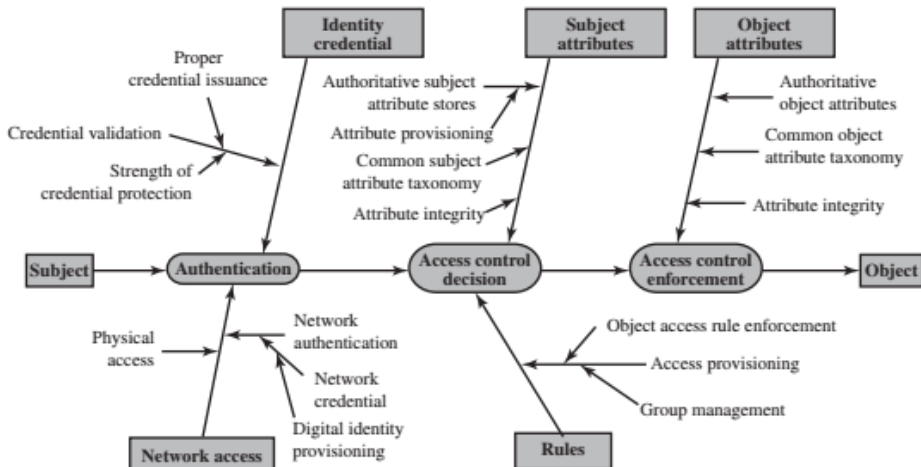 Identity
credential
Subject
attributes
Object
attributes
Proper
credential issuance
Credential validation
Strength of
credential protection
Authoritative subject
attribute stores
Attribute provisioning
Common subject
attribute taxonomy
Attribute integrity
Authoritative
object attributes
Common object
attribute taxonomy
Attribute integrity
Subject
Authentication
Access control
decision
Access control
enforcement
Object
Physical
access
Network
authentication
Network
credential
Digital identity
provisioning
Object access rule enforcement
Access provisioning
Group management
Network access
Rules